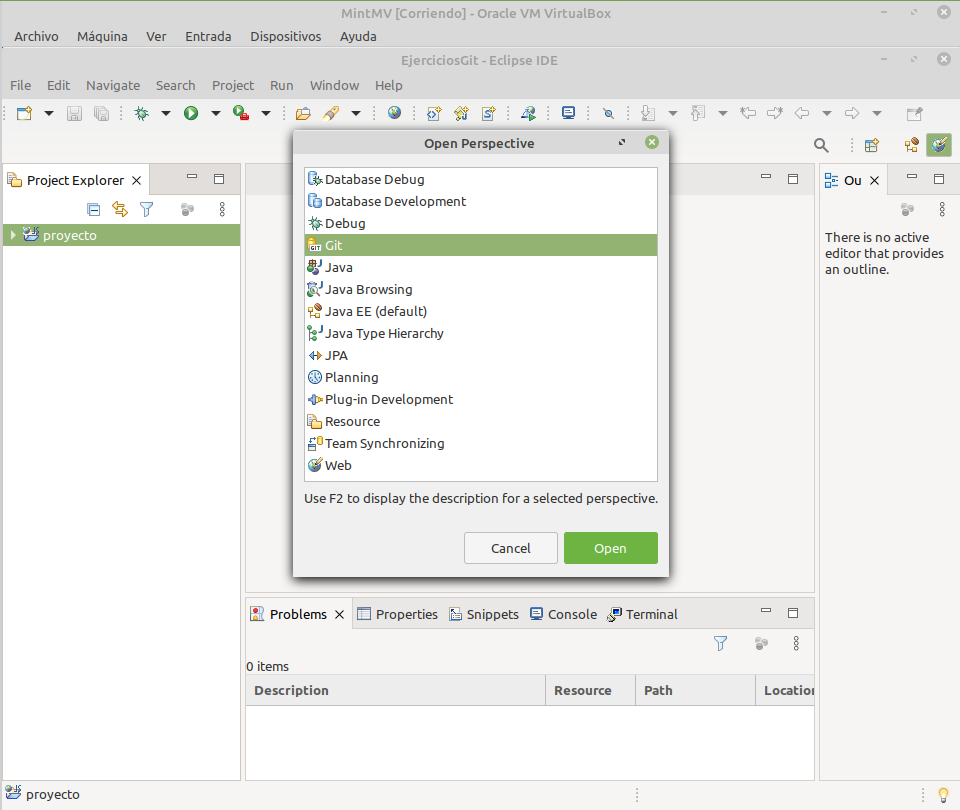 MintMV [Corriendo] - Oracle VM VirtualBox
Archivo Máquina Ver Entrada Dispositivos Ayuda
EjerciciosGit - Eclipse IDE
File Edit Navigate Search Project Run Window Help
Project Explorer
proyecto
Open Perspective
Database Debug
Database Development
Debug
Git
Java
Java Browsing
Java EE (default)
Java Type Hierarchy
JPA
Planning
Plug-in Development
Resource
Team Synchronizing
Web
Use F2 to display the description for a selected perspective.
Cancel Open
Ou
There is no active
editor that provides
an outline.
Problems Properties Snippets Console Terminal
0 items
Description Resource Path Location
proyecto